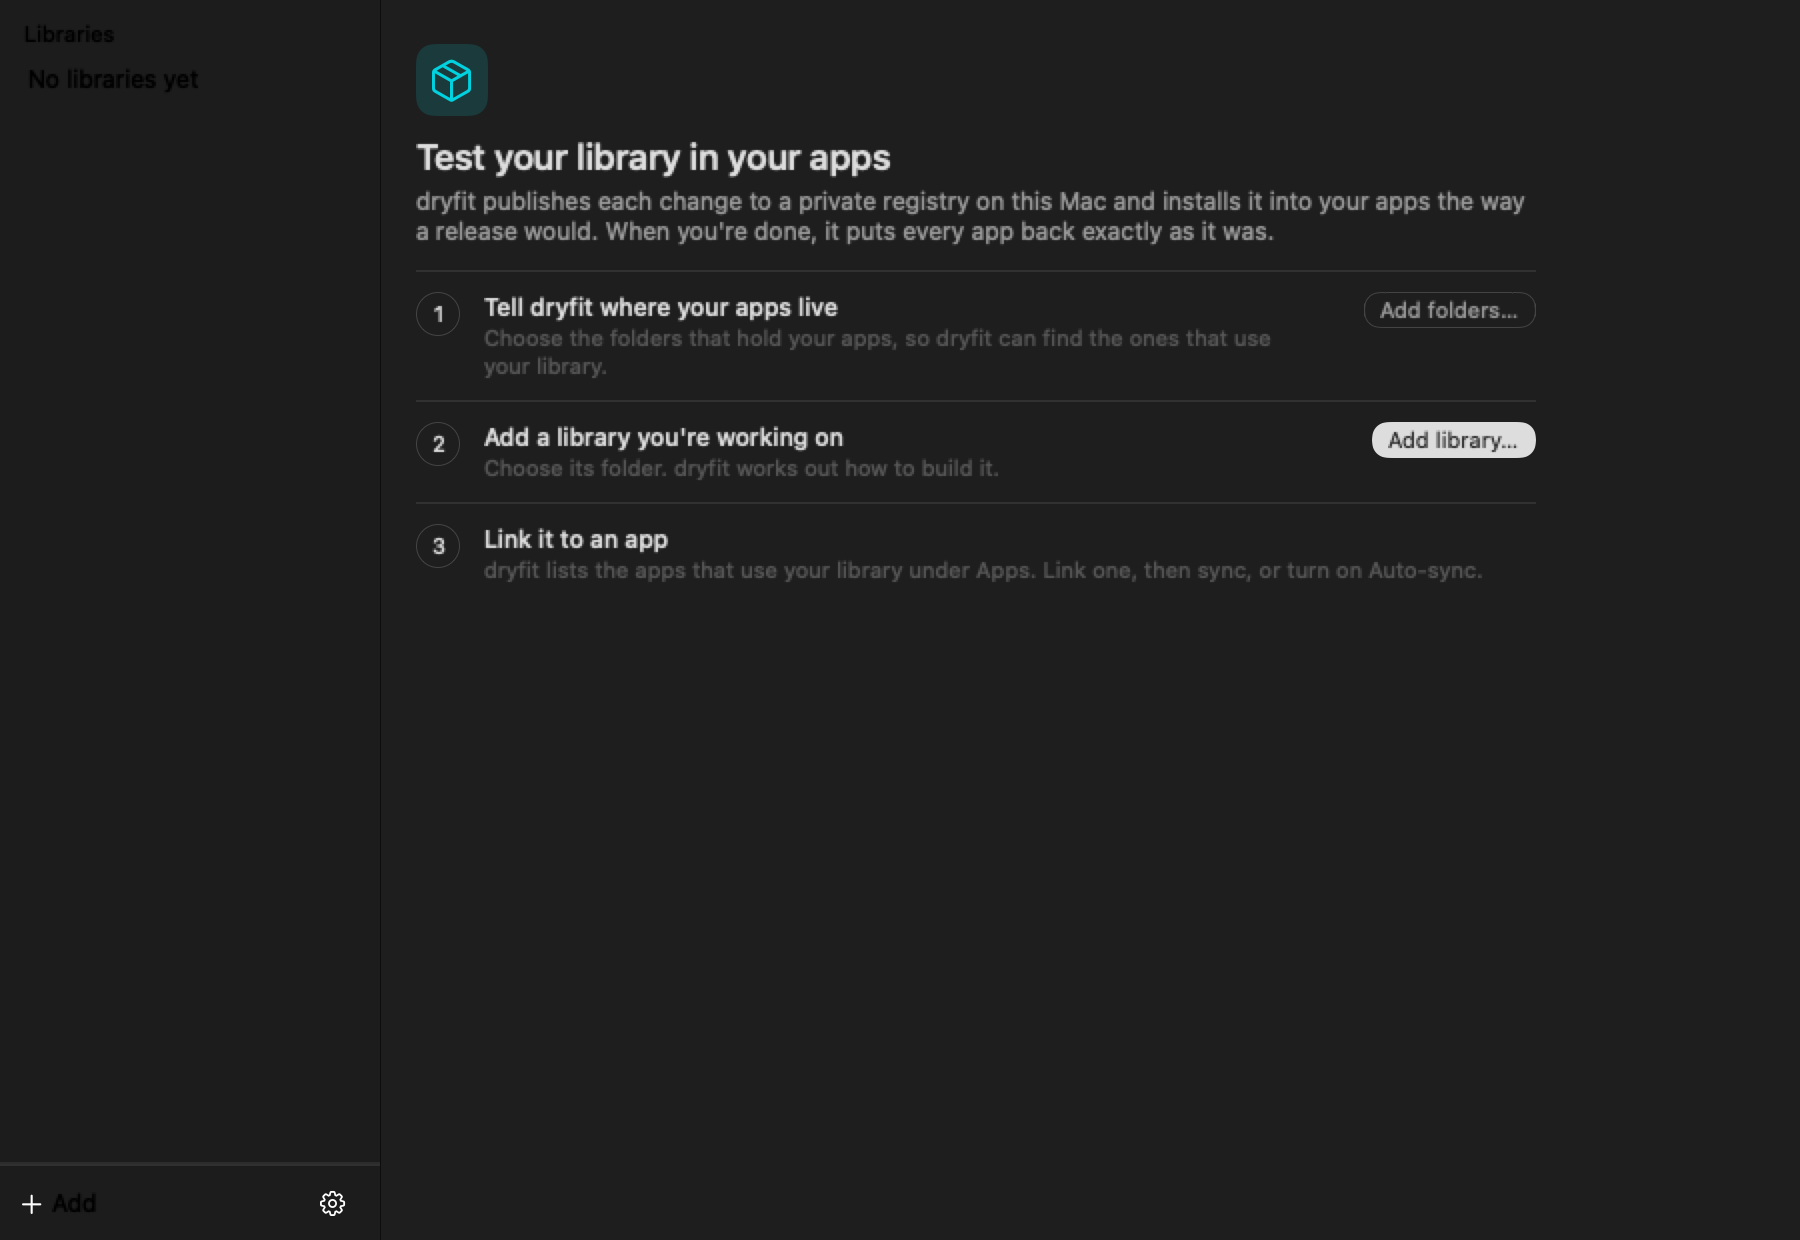 Libraries
No libraries yet
Test your library in your apps
dryfit publishes each change to a private registry on this Mac and installs it into your apps the way
a release would. When you're done, it puts every app back exactly as it was.
1
Tell dryfit where your apps live
Add folders...
Choose the folders that hold your apps, so dryfit can find the ones that use
your library.
2
Add a library you're working on
Add library...
Choose its folder. dryfit works out how to build it.
3
Link it to an app
dryfit lists the apps that use your library under Apps. Link one, then sync, or turn on Auto-sync.
Add